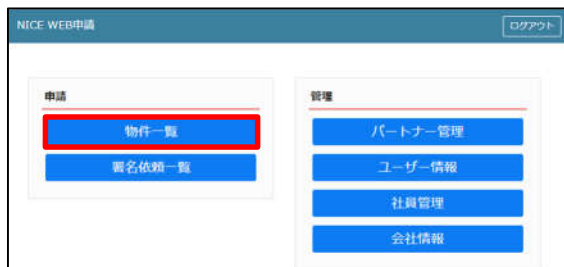 NICE WEB申請
ログアウト
申請
物件一覧
署名依頼一覧
管理
パートナー管理
ユーザー情報
社員管理
会社情報